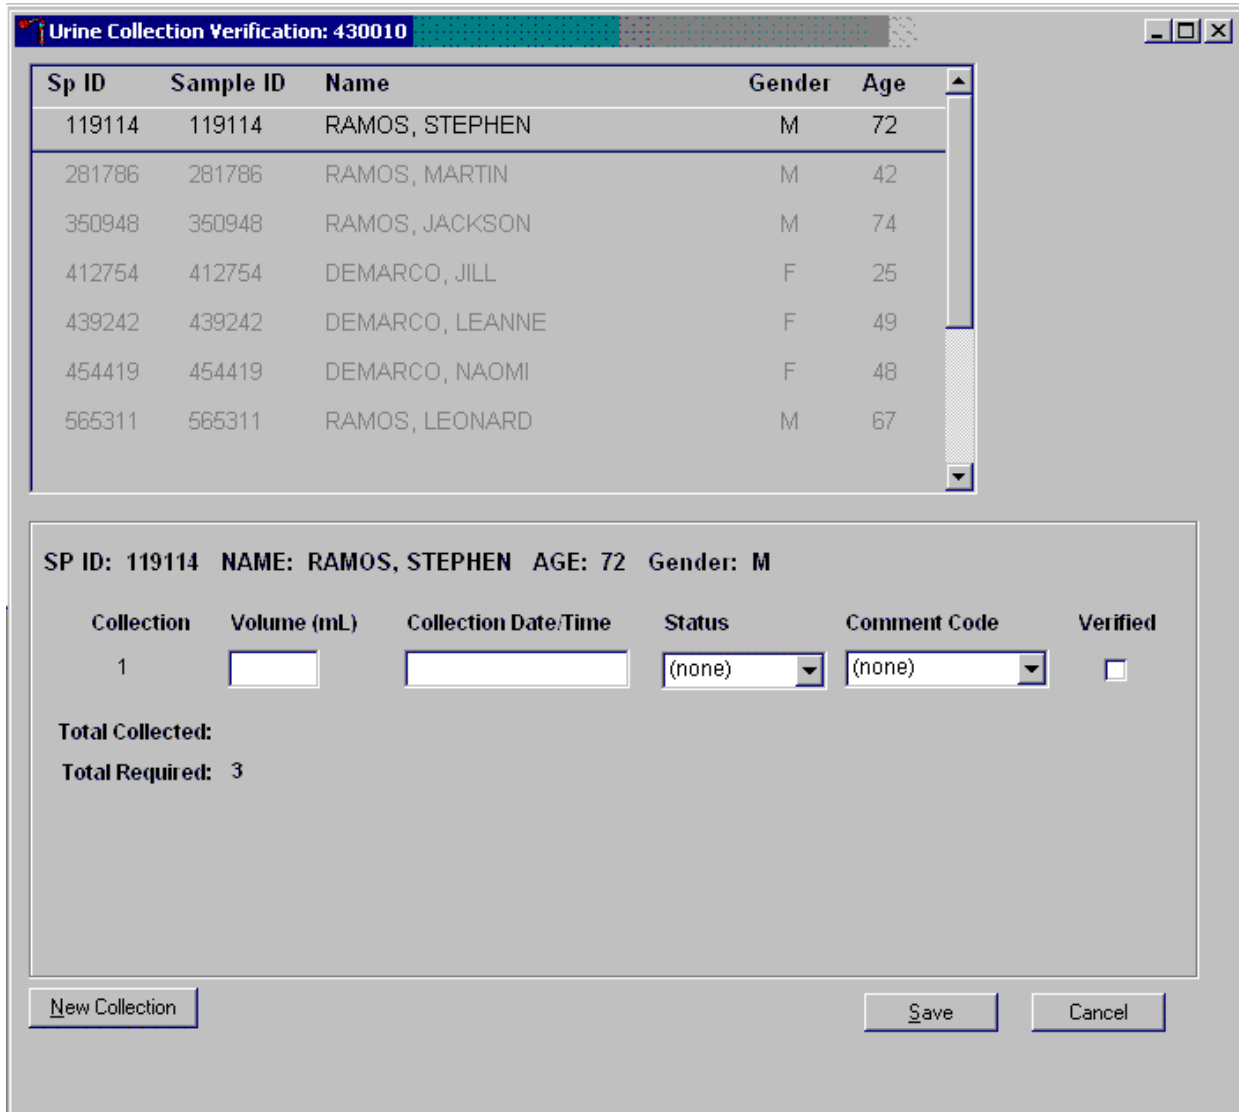 Urine Collection Verification: 430010
Sp ID Sample ID Name Gender Age
119114 119114 RAMOS, STEPHEN M 72
281786 281786 RAMOS, MARTIN M 42
350948 350948 RAMOS, JACKSON M 74
412754 412754 DEMARCO, JILL F 25
439242 439242 DEMARCO, LEANNE F 49
454419 454419 DEMARCO, NAOMI F 48
565311 565311 RAMOS, LEONARD M 67
SP ID: 119114 NAME: RAMOS, STEPHEN AGE: 72 Gender: M
Collection Volume (mL) Collection Date/Time Status Comment Code Verified
1 (none) (none)
Total Collected:
Total Required: 3
New Collection Save Cancel